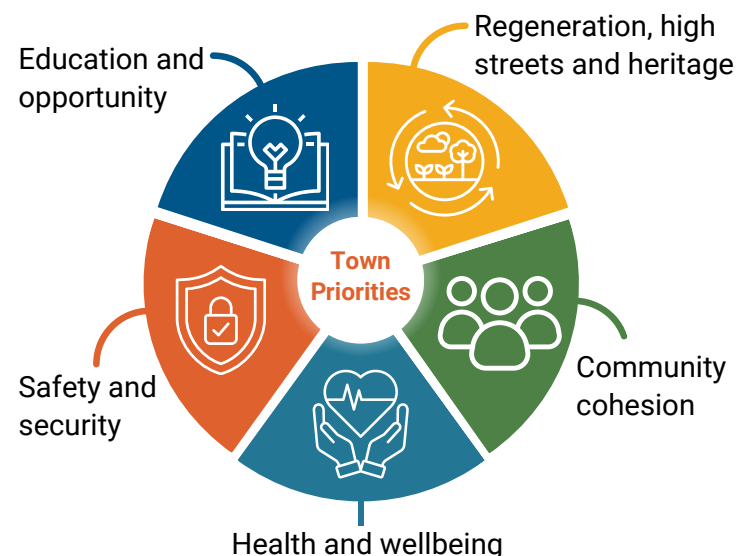 Education and
opportunity
Regeneration, high
streets and heritage
Town
Priorities
Safety and
security
Community
cohesion
Health and wellbeing